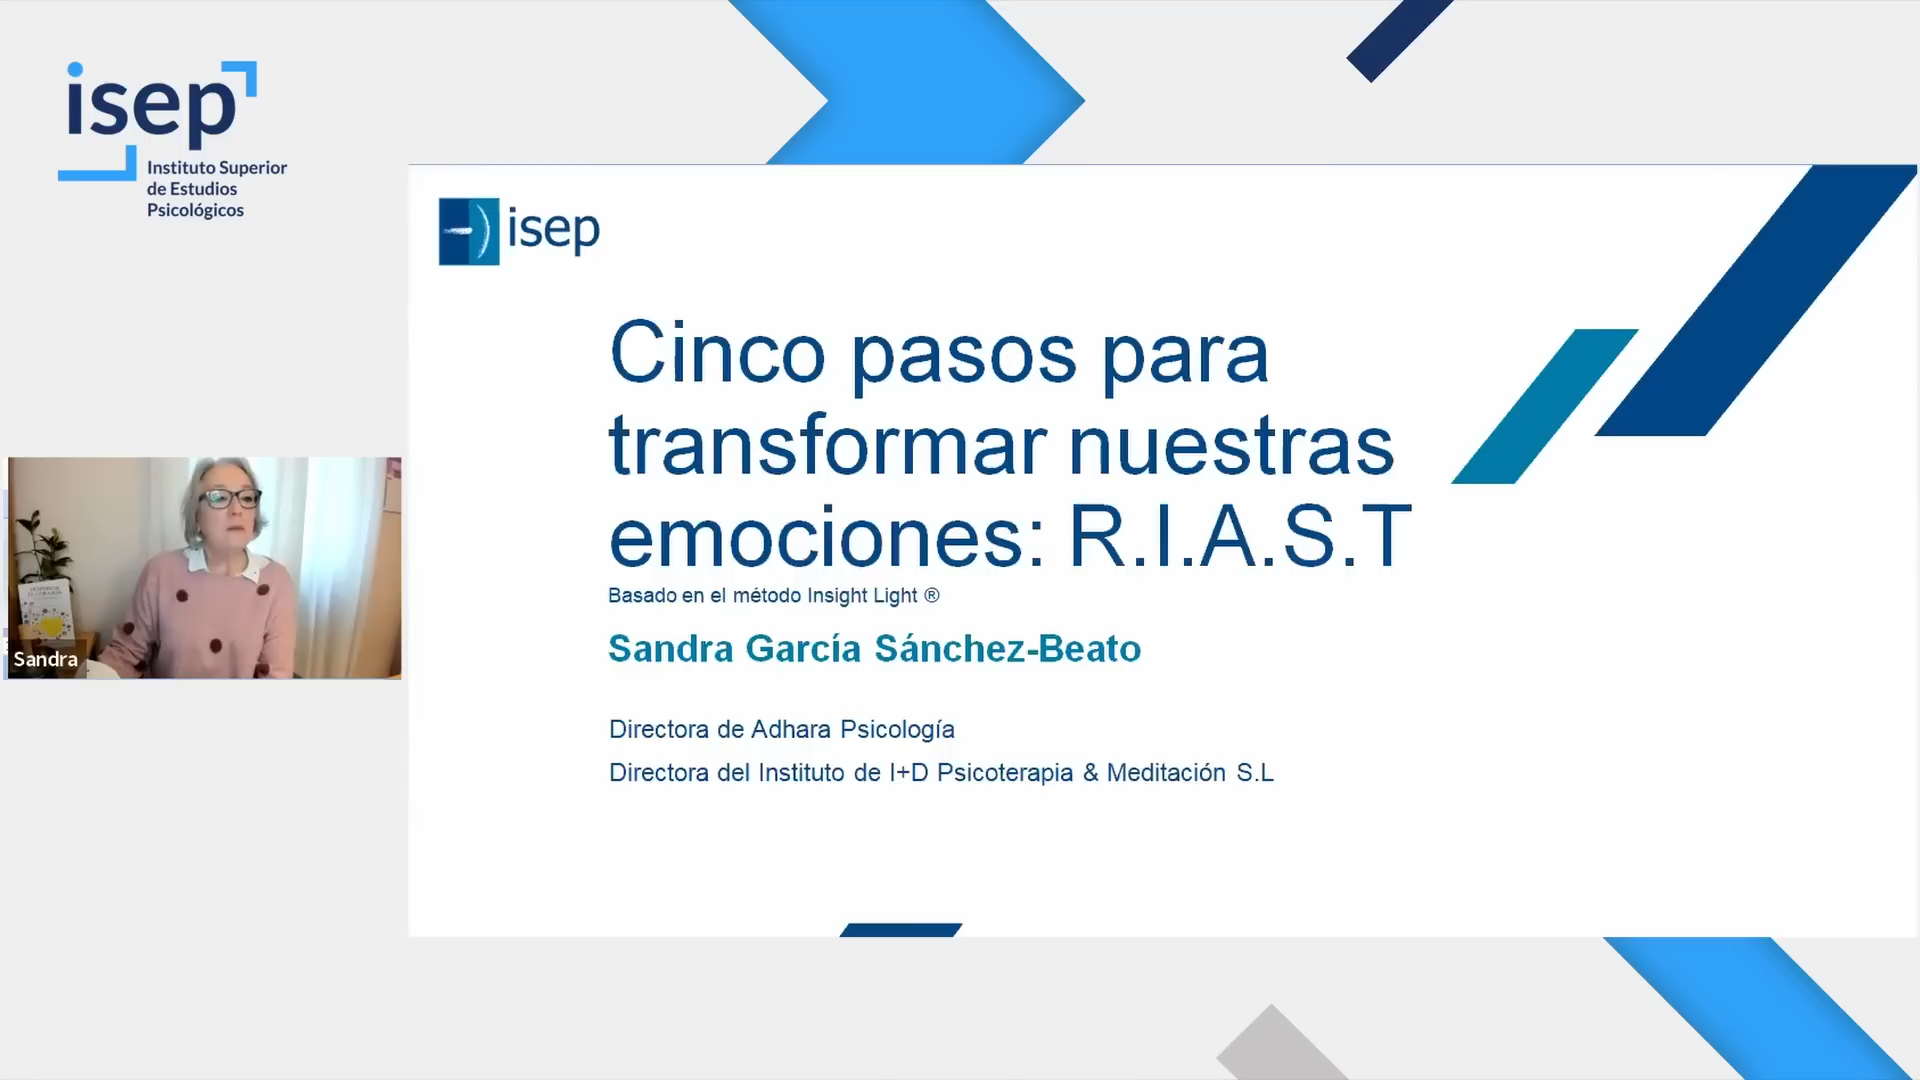 isep
Instituto Superior
de Estudios
Psicológicos
isep
Cinco pasos para
transformar nuestras
emociones: R.I.A.S.T
Basado en el método Insight Light ®
Sandra García Sánchez-Beato
Directora de Adhara Psicología
Directora del Instituto de I+D Psicoterapia & Meditación S.L
Sandra